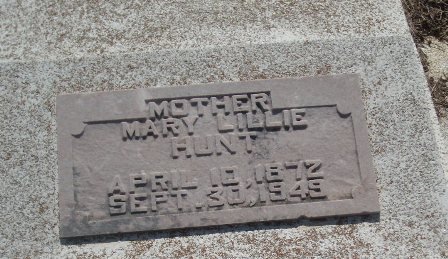 MOTHER
MARY LILLIE
HUNT
APRIL 10, 1872
SEPT. 30, 1949